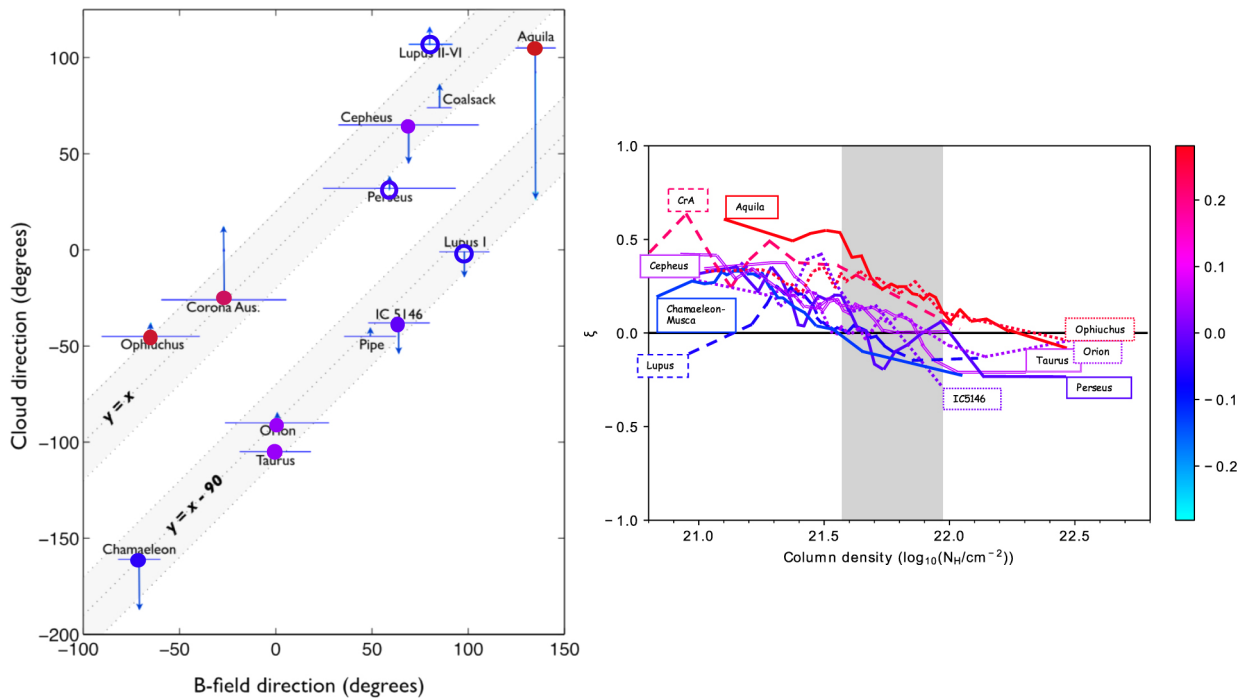 Aquila
Lupus II-VI
Coalsack
Cepheus
Perseus
Lupus I
Corona Aus.
IC 5146
Ophiuchus
Pipe
y = x
Orion
Taurus
y = x - 90
Chamaeleon
100
50
0
−50
−100
−150
−200
Cloud direction (degrees)
−100
−50
0
50
100
150
B-field direction (degrees)
1.0
0.5
0.0
−0.5
−1.0
ξ
CrA
Aquila
Cepheus
Chamaeleon-
Musca
Lupus
Ophiuchus
Orion
Taurus
Perseus
IC5146
21.0
21.5
22.0
22.5
Column density (log₁₀(N_H/cm⁻²))
0.2
0.1
0.0
−0.1
−0.2